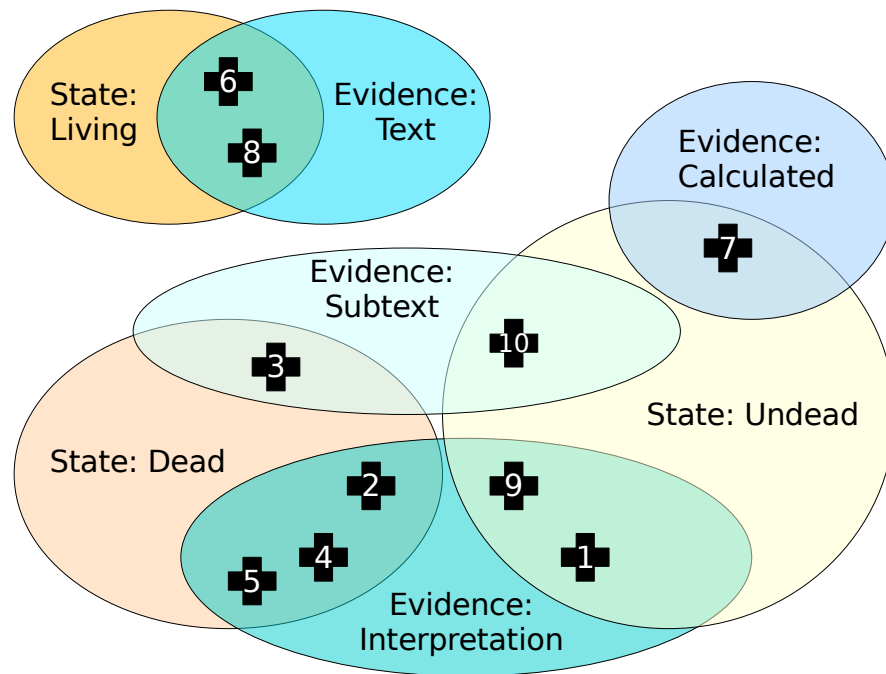 6
State:
Living
Evidence:
Text
8
Evidence:
Calculated
7
Evidence:
Subtext
10
3
State: Undead
State: Dead
2
9
4
1
5
Evidence:
Interpretation